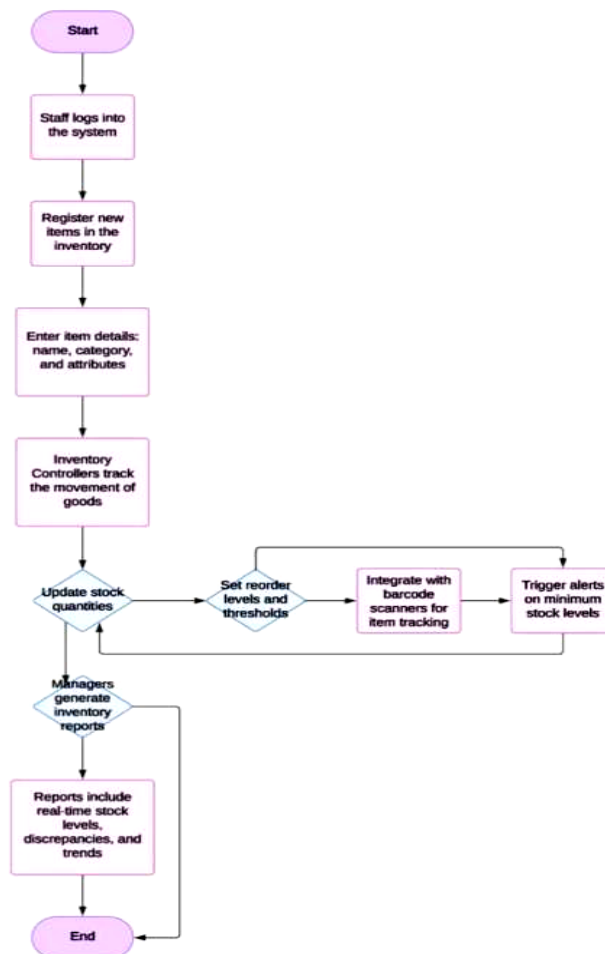 Start
Staff logs into
the system
Register new
items in the
inventory
Enter item details:
name, category,
and attributes
Inventory
Controllers track
the movement of
goods
Update stock
quantities
Set reorder
levels and
thresholds
Integrate with
barcode
scanners for
item tracking
Trigger alerts
on minimum
stock levels
Managers
generate
inventory
reports
Reports include
real-time stock
levels,
discrepancies, and
trends
End